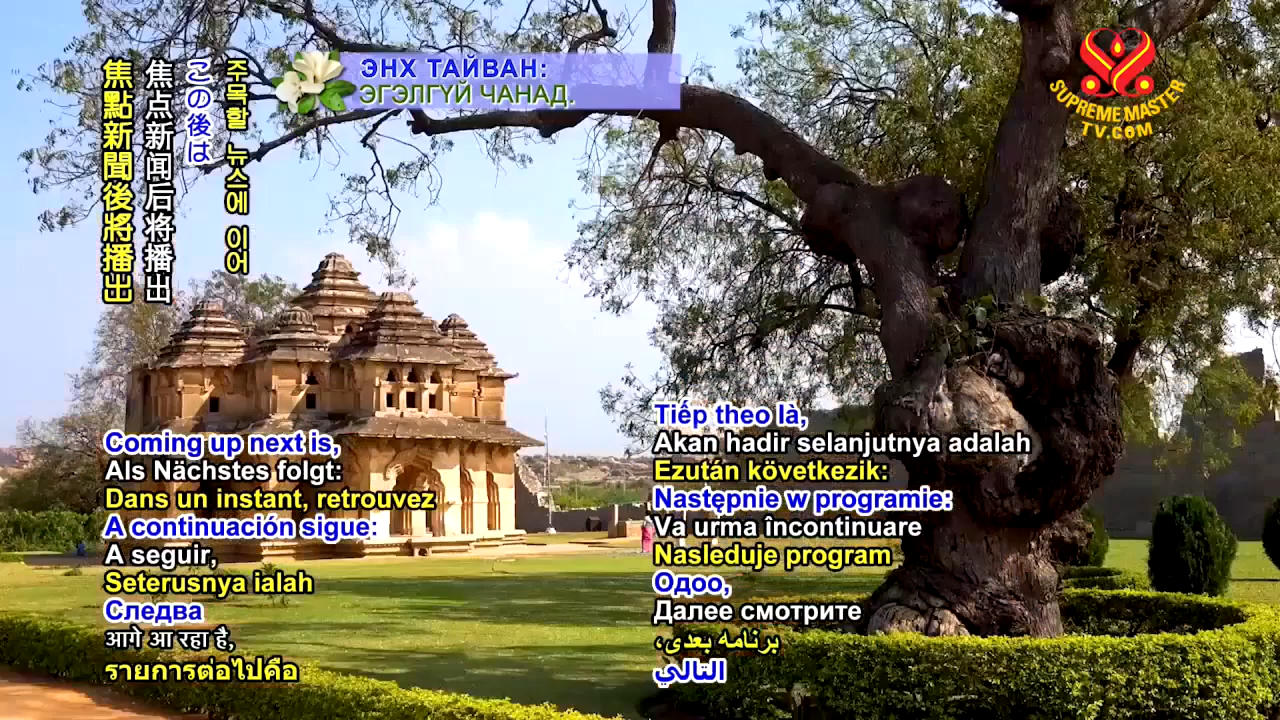 焦點新聞後將播出
焦点新闻后将播出
この後は
주목할 뉴스에 이어
ЭНХ ТАЙВАН:
ЭГЭЛГҮЙ ЧАНАД.
SUPREME MASTER
TV.COM
Coming up next is,
Als Nächstes folgt:
Dans un instant, retrouvez
A continuación sigue:
A seguir,
Seterusnya ialah
Следва
आगे आ रहा है,
รายการต่อไปคือ
Tiếp theo là,
Akan hadir selanjutnya adalah
Ezután következik:
Następnie w programie:
Va urma încontinuare
Nasleduje program
Одоо,
Далее смотрите
برنامه بعدی،
التالي